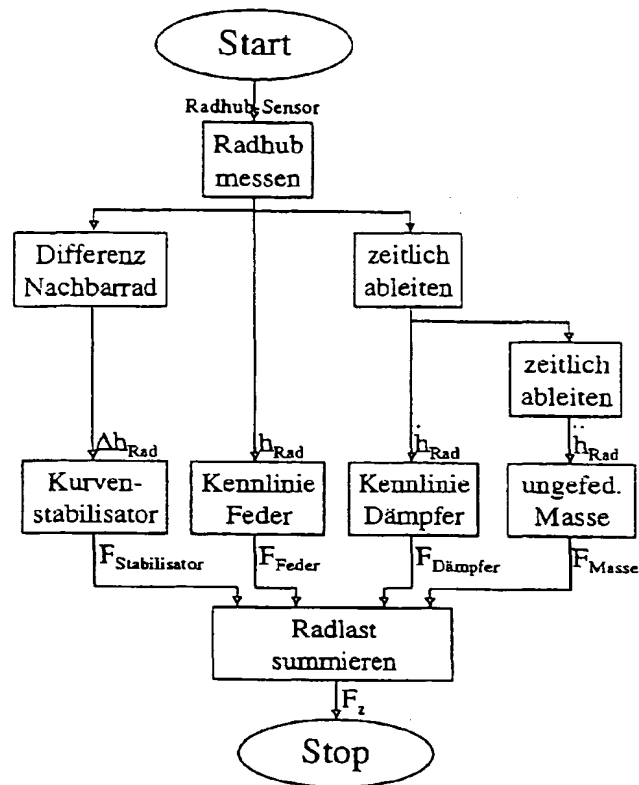 Start
Radhub-Sensor
Radhub
messen
Differenz
Nachbarrad
zeitlich
ableiten
zeitlich
ableiten
Δh_Rad
h_Rad
ḣ_Rad
ḧ_Rad
Kurven-
stabilisator
Kennlinie
Feder
Kennlinie
Dämpfer
ungefed.
Masse
F_Stabilisator
F_Feder
F_Dämpfer
F_Masse
Radlast
summieren
F_z
Stop